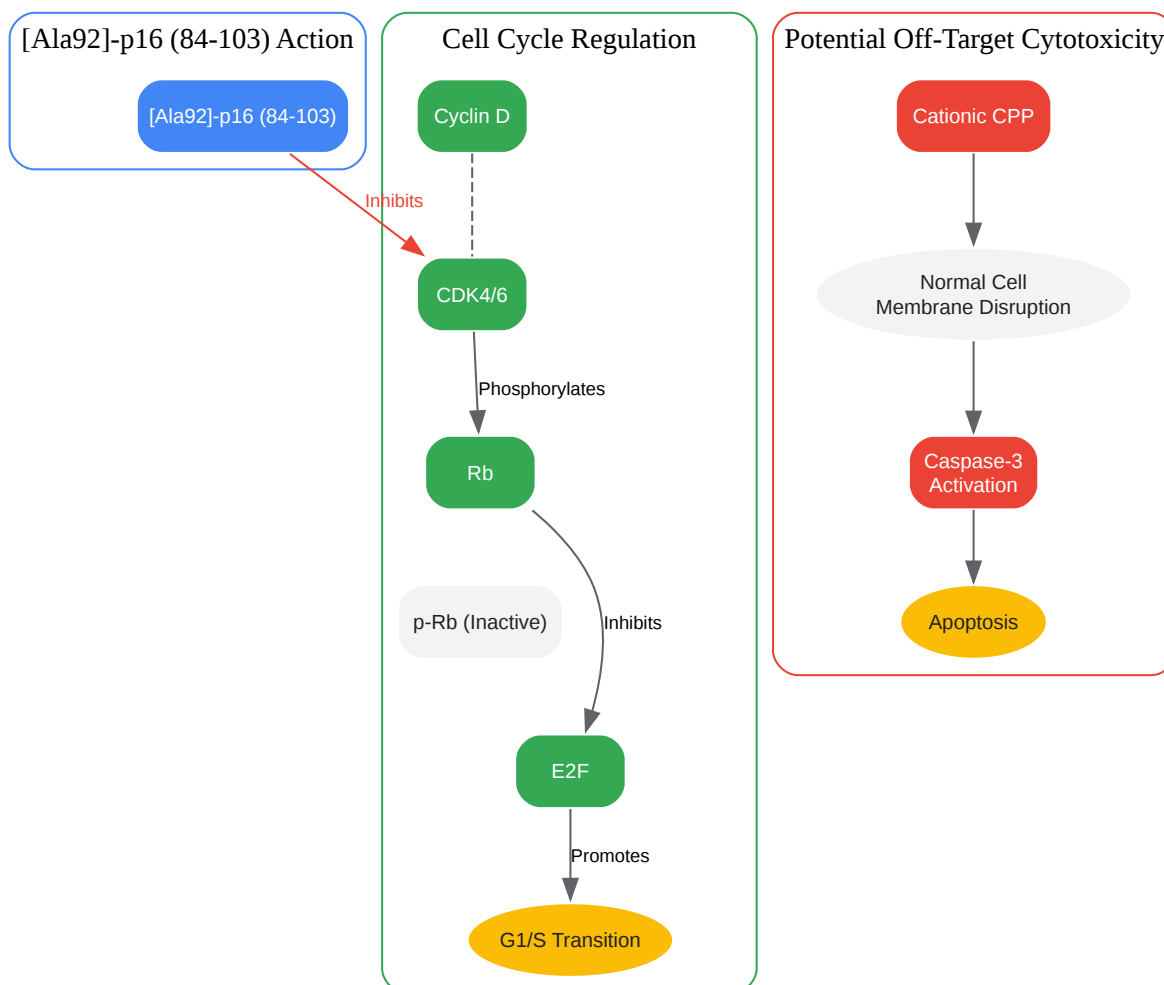 [Ala92]-p16 (84-103) Action
[Ala92]-p16 (84-103)
Inhibits
Cell Cycle Regulation
Cyclin D
CDK4/6
Phosphorylates
Rb
p-Rb (Inactive)
Inhibits
E2F
Promotes
G1/S Transition
Potential Off-Target Cytotoxicity
Cationic CPP
Normal Cell
Membrane Disruption
Caspase-3
Activation
Apoptosis